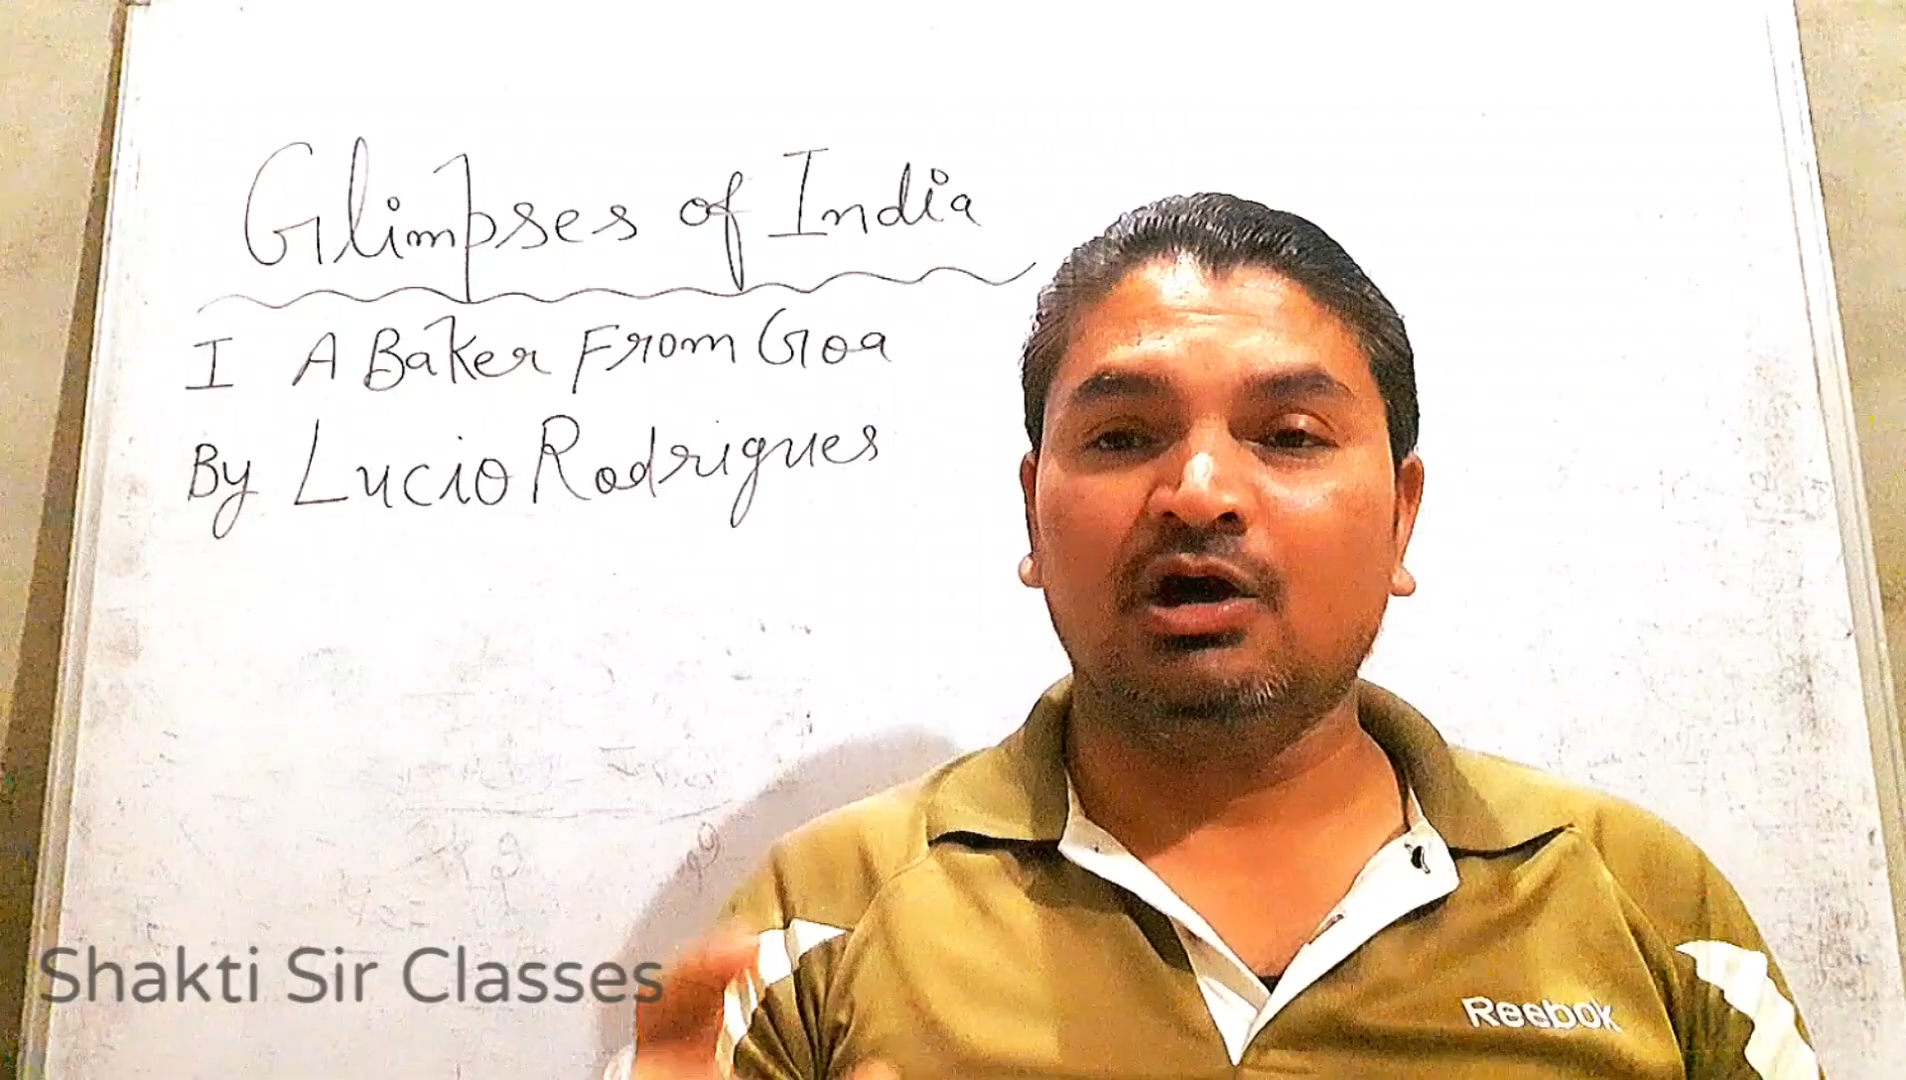 Glimpses of India
I A Baker From Goa
By Lucio Rodrigues
Shakti Sir Classes
Reebok